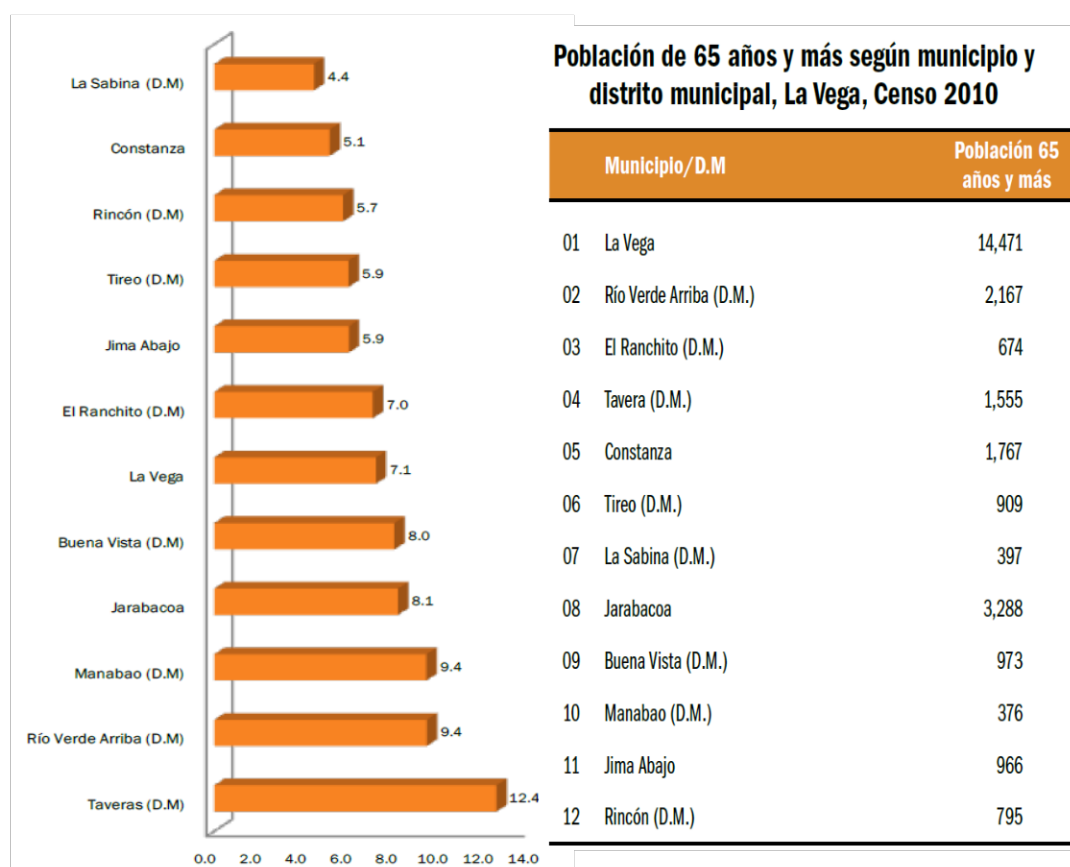 La Sabina (D.M) 4.4
Constanza 5.1
Rincón (D.M) 5.7
Tireo (D.M) 5.9
Jima Abajo 5.9
El Ranchito (D.M) 7.0
La Vega 7.1
Buena Vista (D.M) 8.0
Jarabacoa 8.1
Manabao (D.M) 9.4
Río Verde Arriba (D.M) 9.4
Taveras (D.M) 12.4
0.0 2.0 4.0 6.0 8.0 10.0 12.0 14.0
Población de 65 años y más según municipio y
distrito municipal, La Vega, Censo 2010
Municipio/D.M Población 65
años y más
01 La Vega 14,471
02 Río Verde Arriba (D.M.) 2,167
03 El Ranchito (D.M.) 674
04 Tavera (D.M.) 1,555
05 Constanza 1,767
06 Tireo (D.M.) 909
07 La Sabina (D.M.) 397
08 Jarabacoa 3,288
09 Buena Vista (D.M.) 973
10 Manabao (D.M.) 376
11 Jima Abajo 966
12 Rincón (D.M.) 795